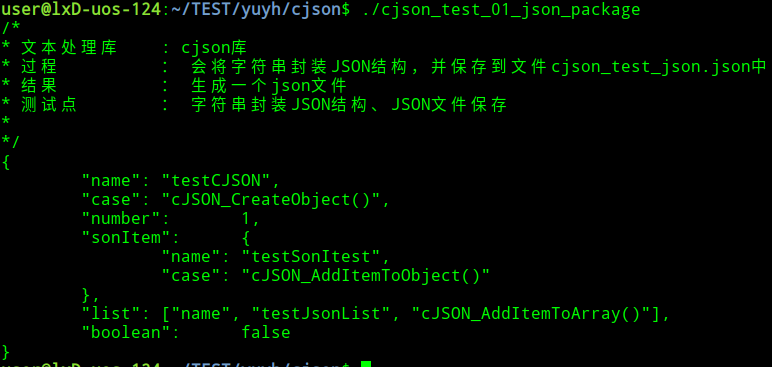 user@lxD-uos-124:~/TEST/yuyh/cjson$ ./cjson_test_01_json_package
/*
* 文本处理库 : cjson库
* 过程 : 会将字符串封装JSON结构，并保存到文件cjson_test_json.json中
* 结果 : 生成一个json文件
* 测试点 : 字符串封装JSON结构、JSON文件保存
*
*/
{
"name": "testCJSON",
"case": "cJSON_CreateObject()",
"number": 1,
"sonItem": {
"name": "testSonItest",
"case": "cJSON_AddItemToObject()"
},
"list": ["name", "testJsonList", "cJSON_AddItemToArray()"],
"boolean": false
}
user@lxD-uos-124:~/TEST/yuyh/cjson$